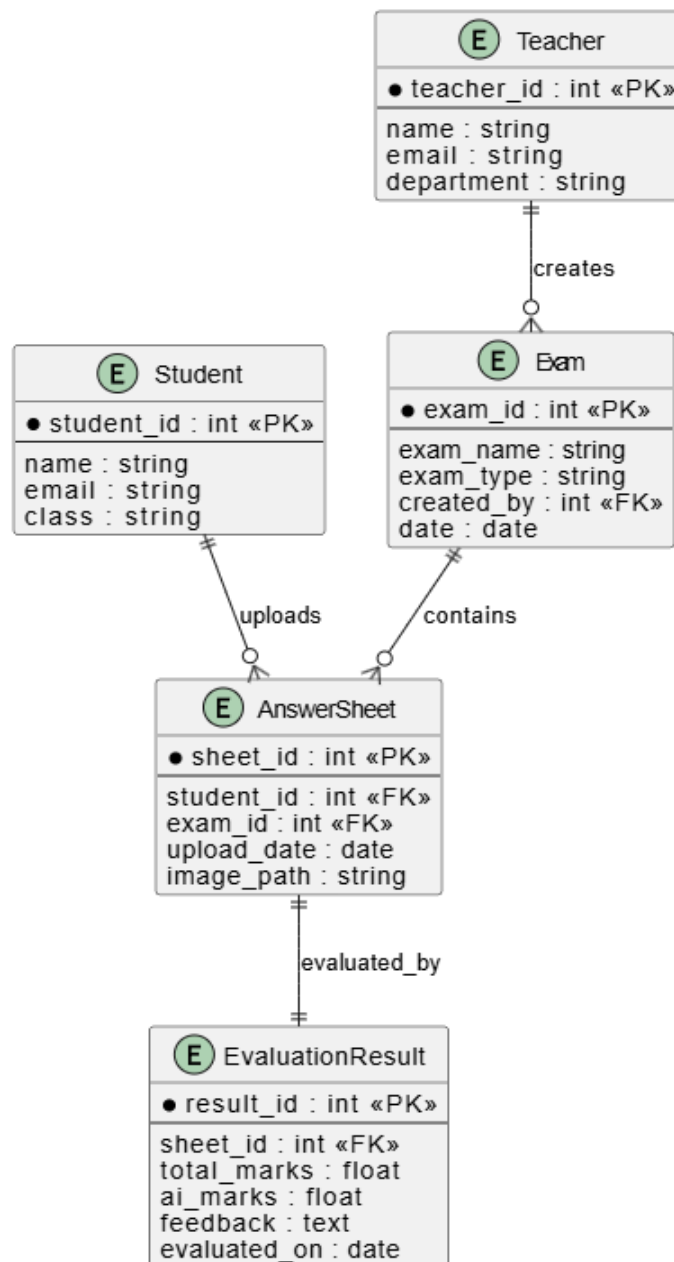 E Teacher
● teacher_id : int «PK»
name : string
email : string
department : string
creates
E Exam
● exam_id : int «PK»
exam_name : string
exam_type : string
created_by : int «FK»
date : date
E Student
● student_id : int «PK»
name : string
email : string
class : string
uploads
contains
E AnswerSheet
● sheet_id : int «PK»
student_id : int «FK»
exam_id : int «FK»
upload_date : date
image_path : string
evaluated_by
E EvaluationResult
● result_id : int «PK»
sheet_id : int «FK»
total_marks : float
ai_marks : float
feedback : text
evaluated_on : date